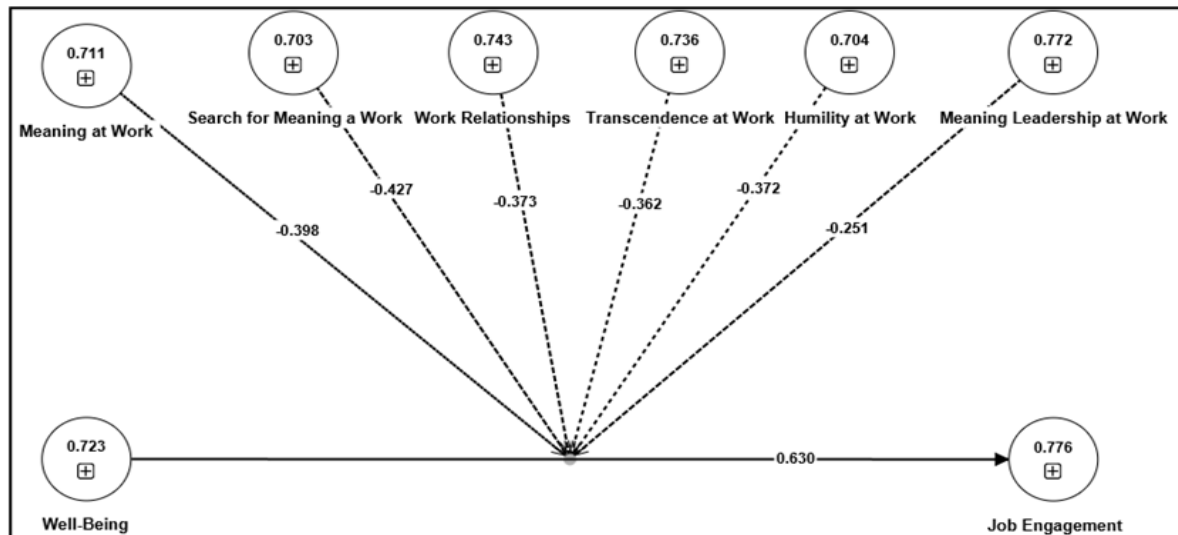 0.711
0.703
0.743
0.736
0.704
0.772
Meaning at Work
Search for Meaning a Work
Work Relationships
Transcendence at Work
Humility at Work
Meaning Leadership at Work
-0.398
-0.427
-0.373
-0.362
-0.372
-0.251
0.723
0.630
0.776
Well-Being
Job Engagement